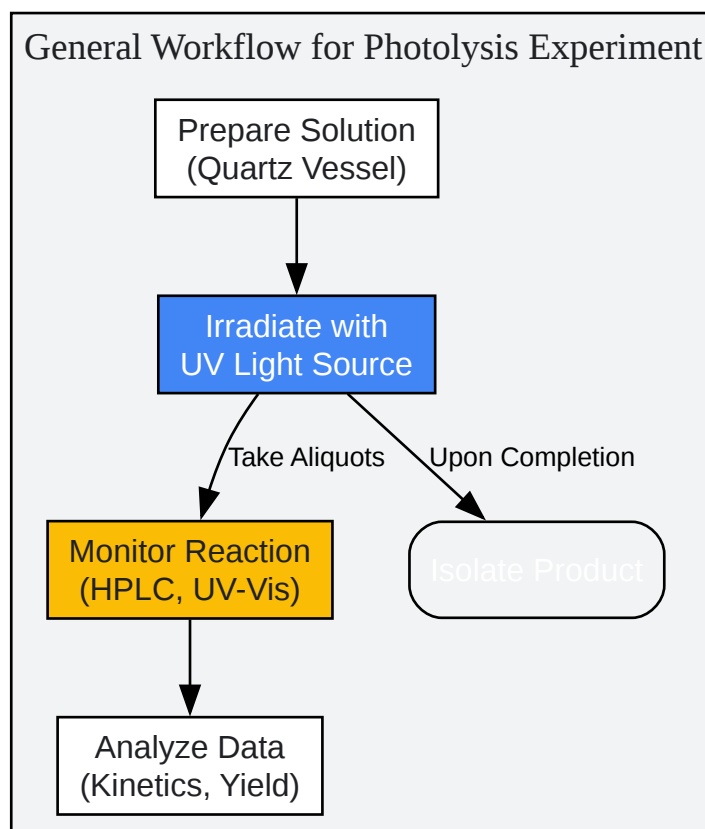 General Workflow for Photolysis Experiment
Prepare Solution
(Quartz Vessel)
Irradiate with
UV Light Source
Take Aliquots
Upon Completion
Monitor Reaction
(HPLC, UV-Vis)
Isolate Product
Analyze Data
(Kinetics, Yield)